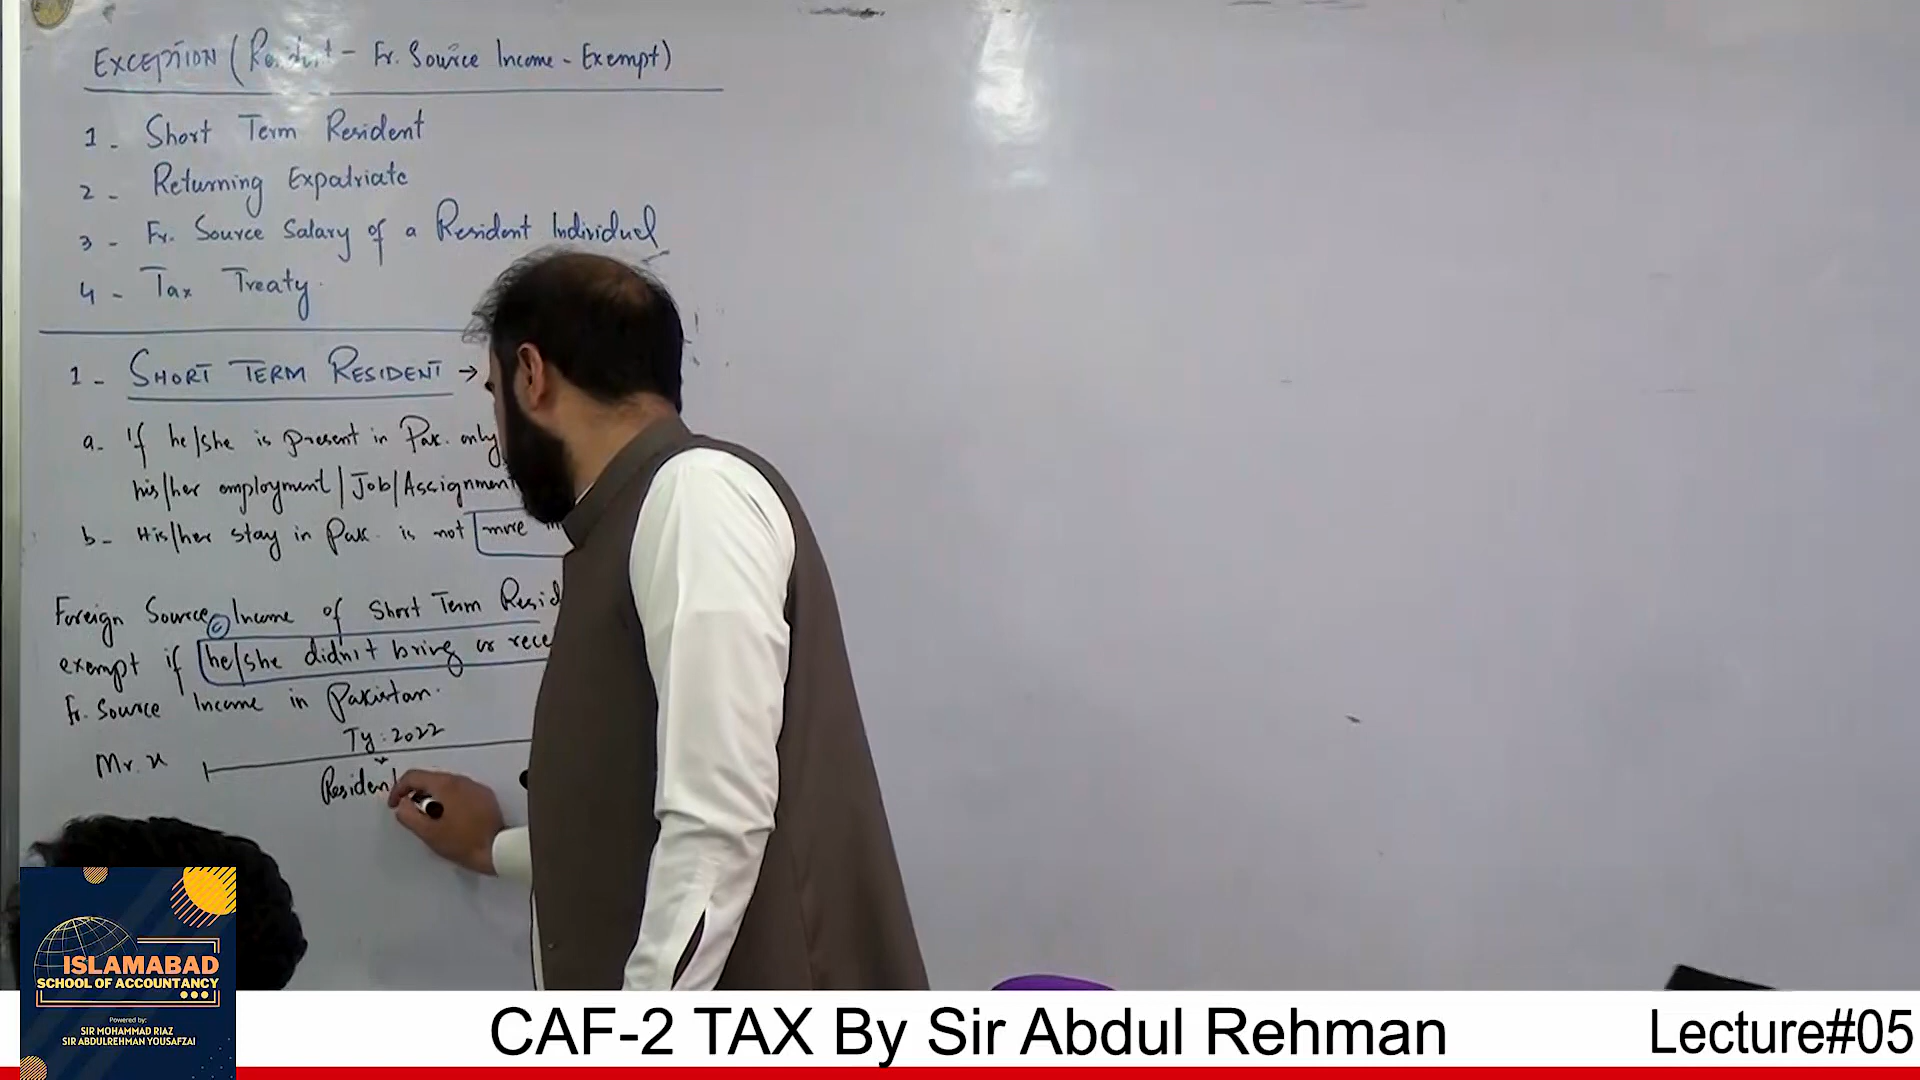 EXCEPTION (Resident - Fr. Source Income - Exempt)
1 - Short Term Resident
2 - Returning Expatriate
3 - Fr. Source Salary of a Resident Individual
4 - Tax Treaty.
1 - SHORT TERM RESIDENT →
a - If he/she is present in Pak. only
his/her employment/Job/Assignment
b - His/her stay in Pak. is not more
Foreign Source Income of Short Term
(c)
exempt if he/she didn't bring or
Fr. Source Income in Pakistan.
Ty: 2022
Mr. x
Resident
ISLAMABAD
SCHOOL OF ACCOUNTANCY
Powered by:
SIR MOHAMMAD RIAZ
SIR ABDULREHMAN YOUSAFZAI
CAF-2 TAX By Sir Abdul Rehman
Lecture#05